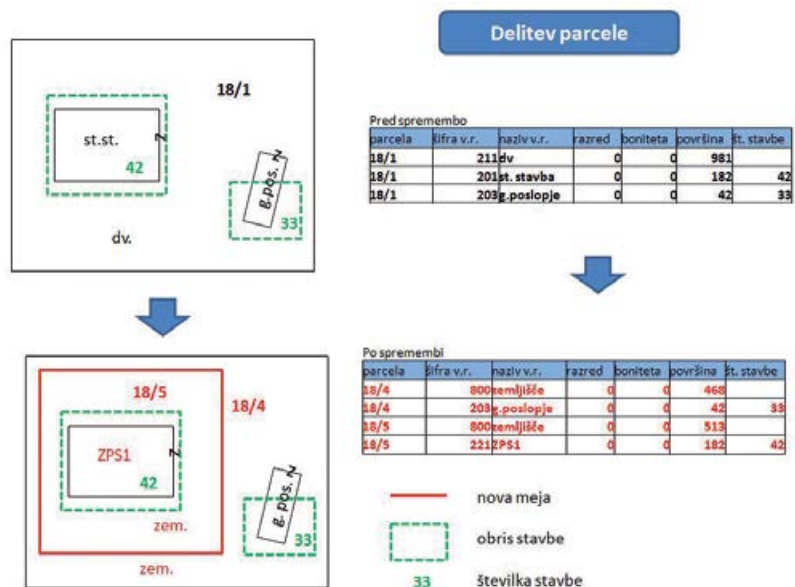 Delitev parcele
18/1
st.st.
42
g.pos.
33
dv.
Pred spremembo
parcela šifra v.r. naziv v.r. razred boniteta površina št. stavbe
18/1 211 dv 0 0 981
18/1 201 st. stavba 0 0 182 42
18/1 203 g.poslopje 0 0 42 33
18/5
18/4
ZPS1
42
g. pos.
33
zem.
zem.
Po spremembi
parcela šifra v.r. naziv v.r. razred boniteta površina št. stavbe
18/4 800 zemljišče 0 0 468
18/4 203 g.poslopje 0 0 42 33
18/5 800 zemljišče 0 0 513
18/5 221 ZPS1 0 0 182 42
nova meja
obris stavbe
33 številka stavbe